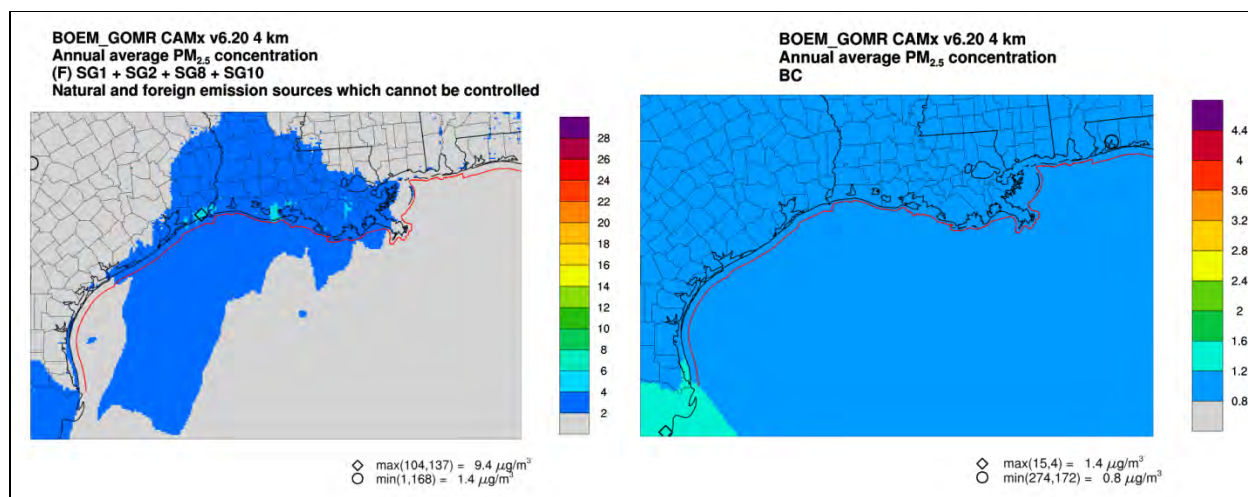 BOEM_GOMR CAMx v6.20 4 km
Annual average PM2.5 concentration
(F) SG1 + SG2 + SG8 + SG10
Natural and foreign emission sources which cannot be controlled
28
26
24
22
20
18
16
14
12
10
8
6
4
2
max(104,137) = 9.4 µg/m³
min(1,168) = 1.4 µg/m³
BOEM_GOMR CAMx v6.20 4 km
Annual average PM2.5 concentration
BC
4.4
4
3.6
3.2
2.8
2.4
2
1.6
1.2
0.8
max(15,4) = 1.4 µg/m³
min(274,172) = 0.8 µg/m³